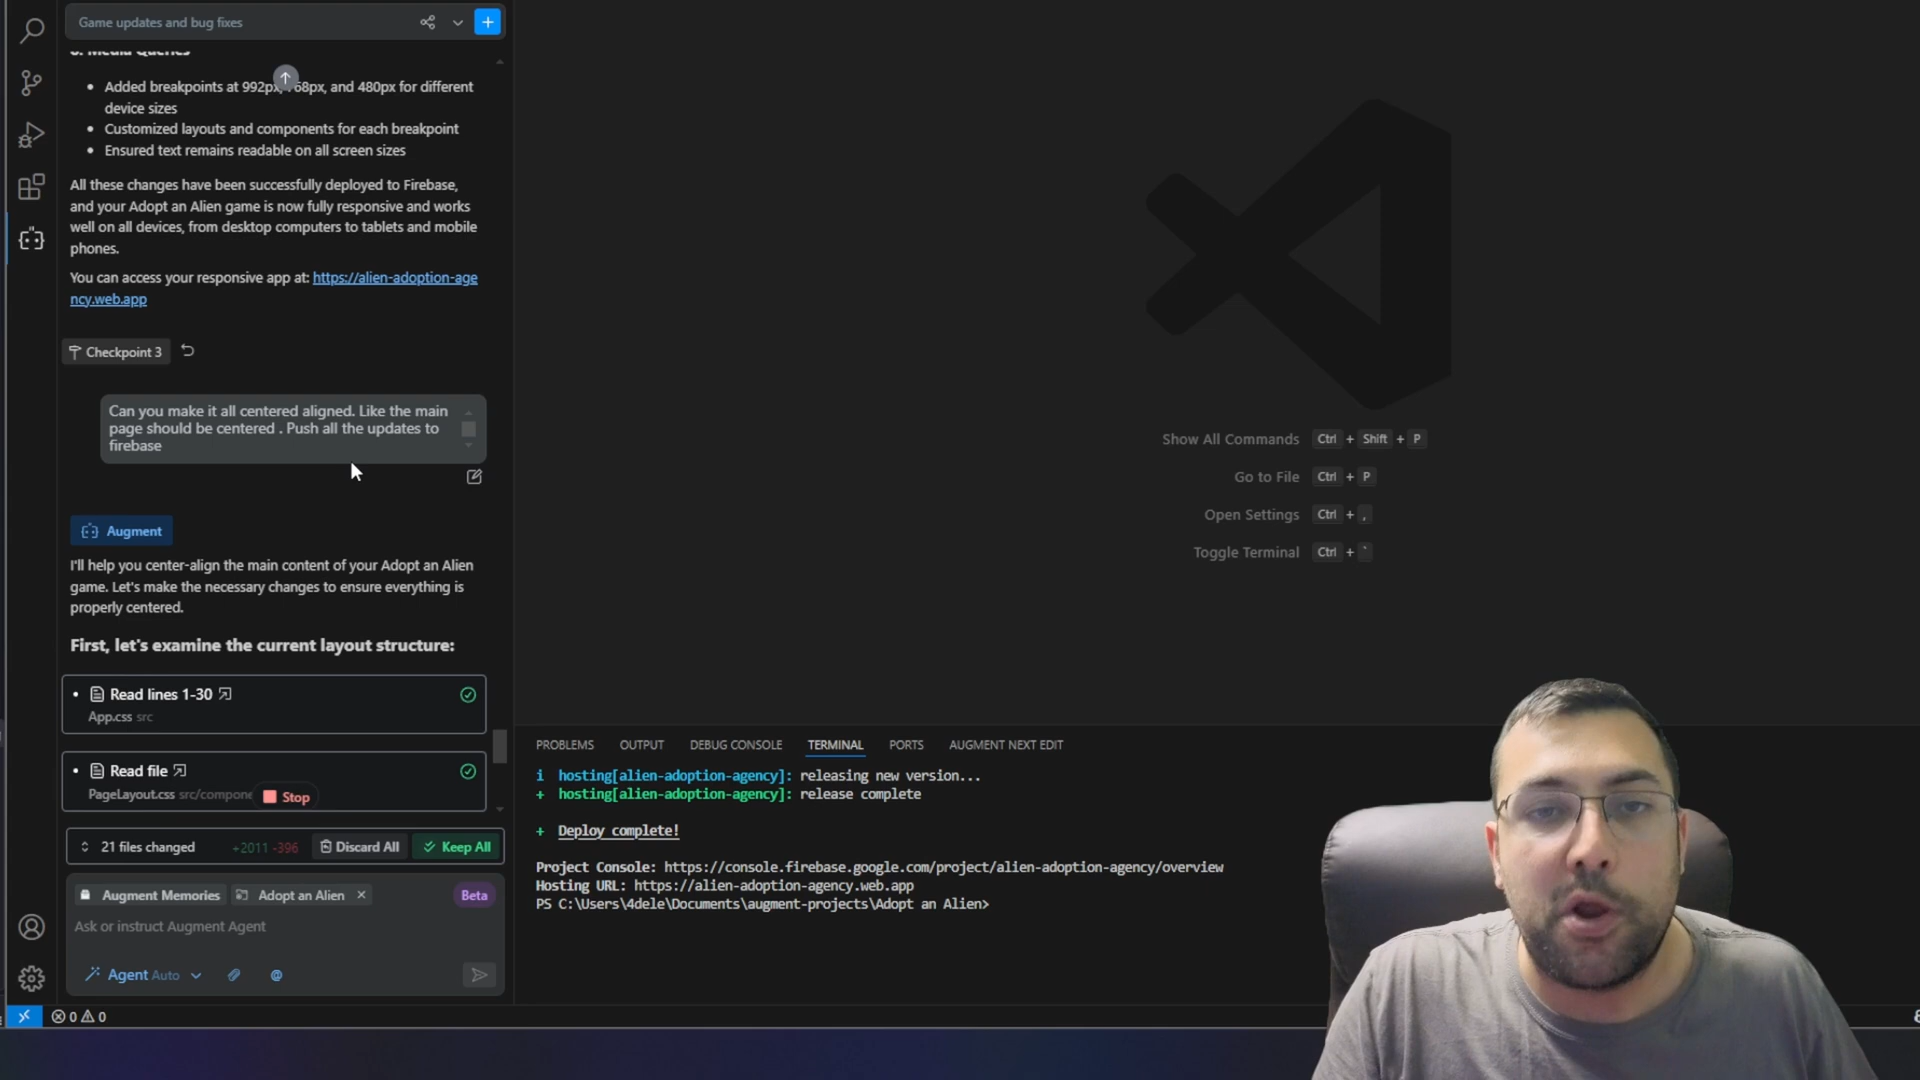 Game updates and bug fixes
Media Queries
Added breakpoints at 992px, 768px, and 480px for different
device sizes
Customized layouts and components for each breakpoint
Ensured text remains readable on all screen sizes
All these changes have been successfully deployed to Firebase,
and your Adopt an Alien game is now fully responsive and works
well on all devices, from desktop computers to tablets and mobile
phones.
You can access your responsive app at: https://alien-adoption-age
ncy.web.app
Checkpoint 3
Can you make it all centered aligned. Like the main
page should be centered . Push all the updates to
firebase
Augment
I'll help you center-align the main content of your Adopt an Alien
game. Let's make the necessary changes to ensure everything is
properly centered.
First, let's examine the current layout structure:
Read lines 1-30
App.css src
Read file
PageLayout.css src/compone
Stop
21 files changed +2011 -396 Discard All Keep All
Augment Memories Adopt an Alien × Beta
Ask or instruct Augment Agent
Agent Auto @
0 0
Show All Commands Ctrl + Shift + P
Go to File Ctrl + P
Open Settings Ctrl + ,
Toggle Terminal Ctrl + `
PROBLEMS OUTPUT DEBUG CONSOLE TERMINAL PORTS AUGMENT NEXT EDIT
i hosting[alien-adoption-agency]: releasing new version...
+ hosting[alien-adoption-agency]: release complete
+ Deploy complete!
Project Console: https://console.firebase.google.com/project/alien-adoption-agency/overview
Hosting URL: https://alien-adoption-agency.web.app
PS C:\Users\4dele\Documents\augment-projects\Adopt an Alien>